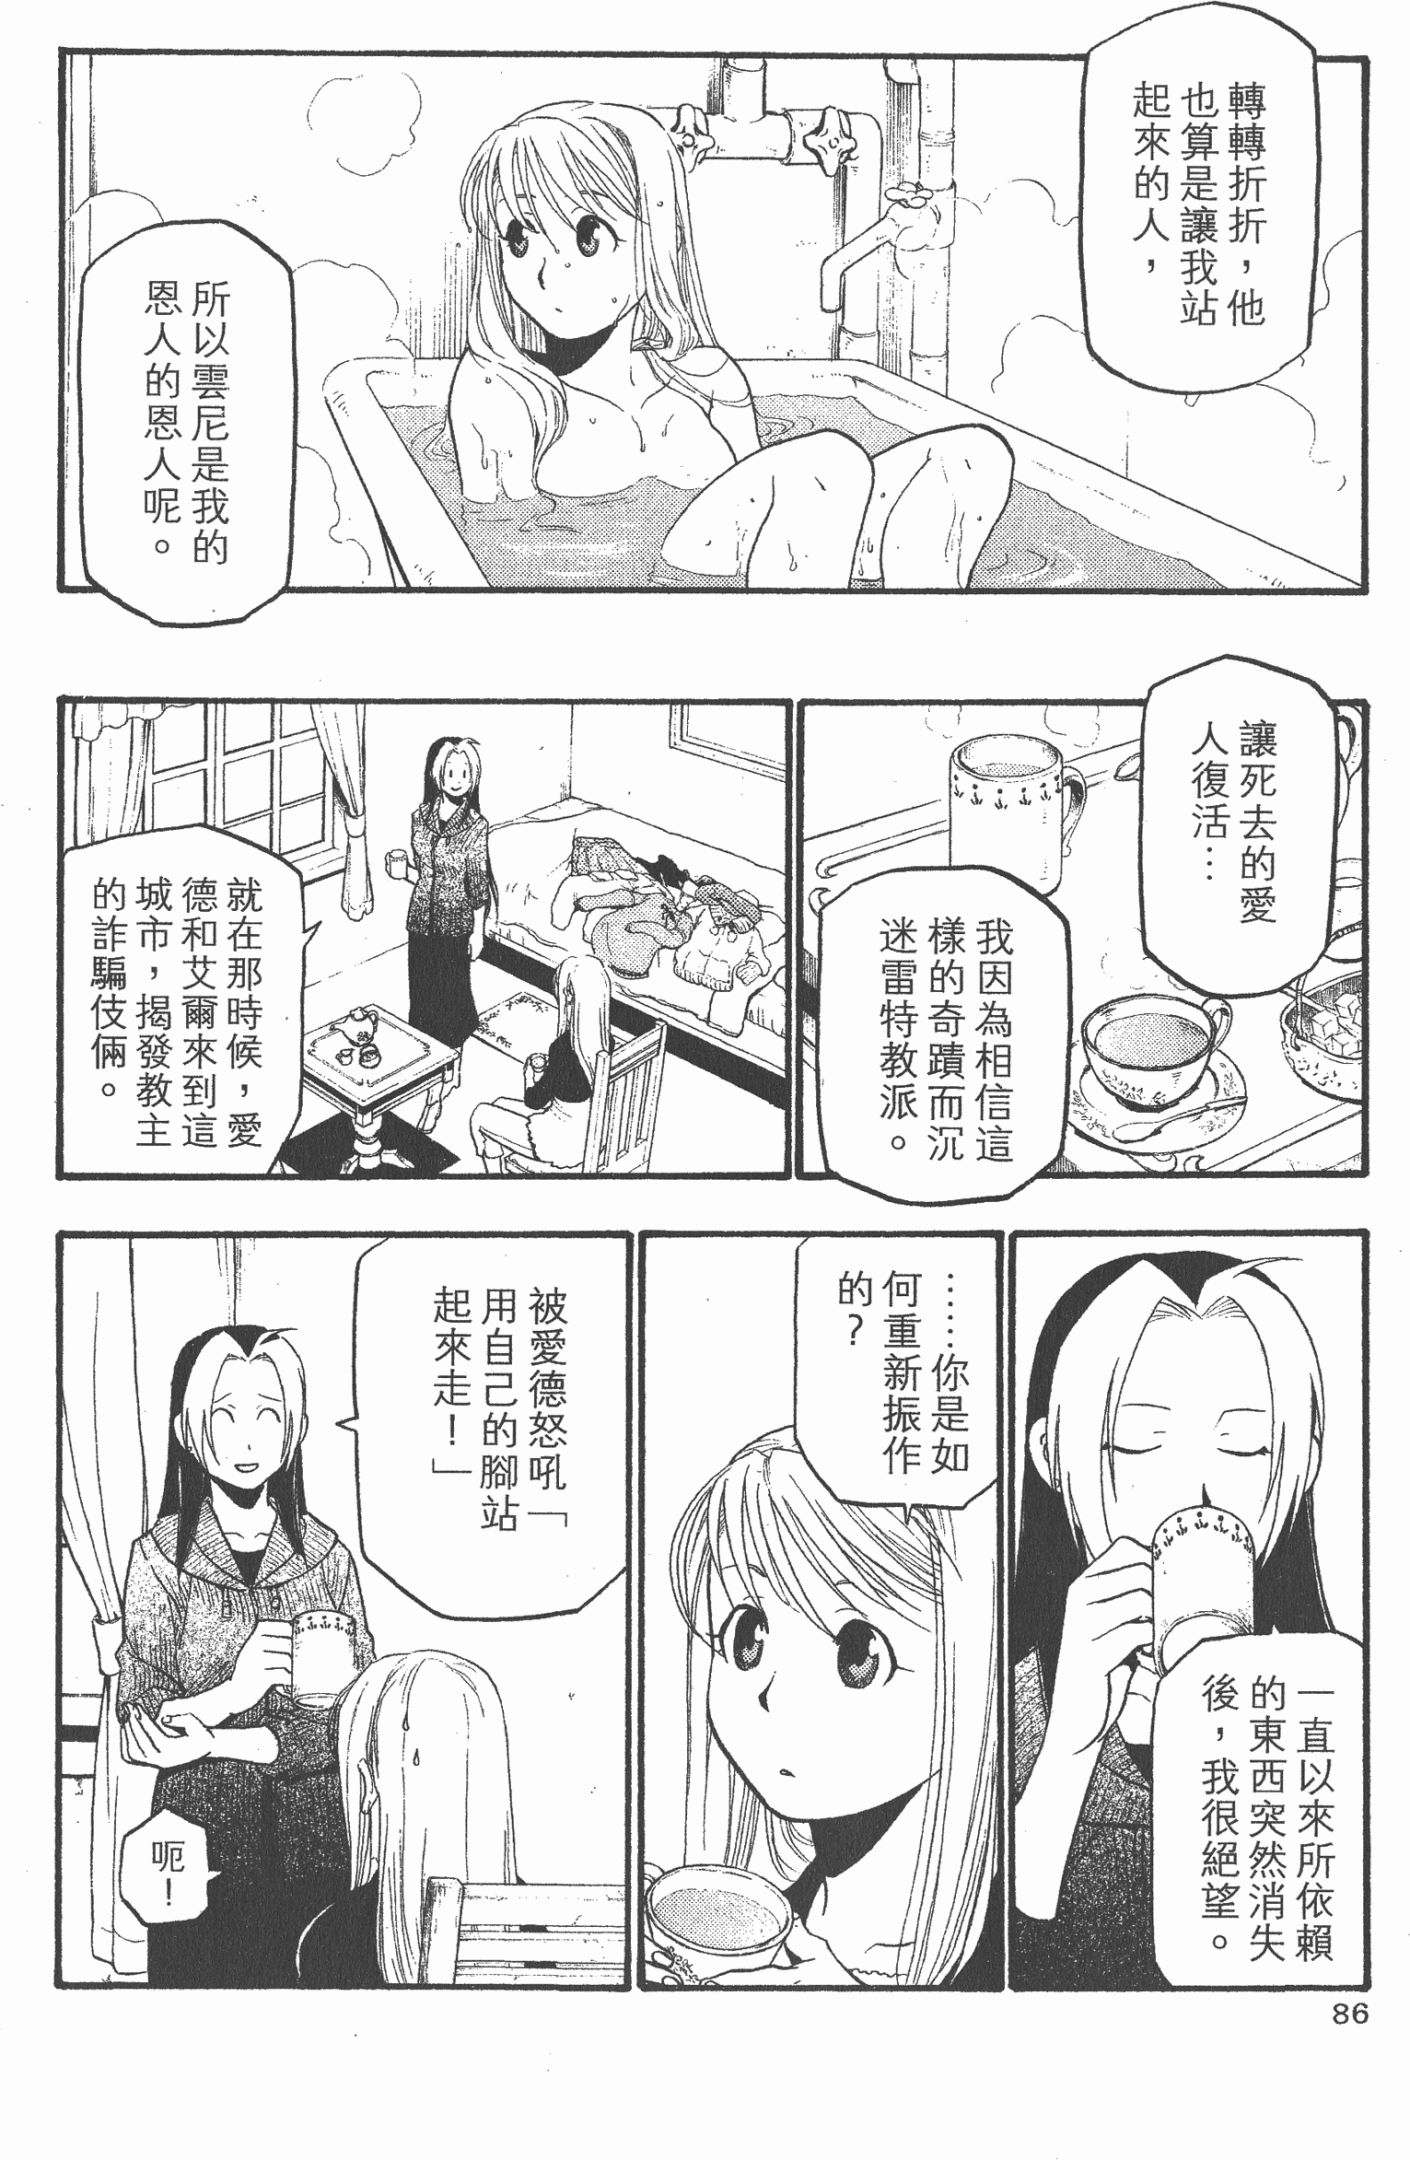 轉轉折折，他
也算是讓我站
起來的人，
所以雲尼是我的
恩人的恩人呢。
讓死去的愛
人復活…
我因為相信這
樣的奇蹟而沉
迷雷特教派。
就在那時候，愛
德和艾爾來到這
城市，揭發教主
的詐騙伎倆。
一直以來所依賴
的東西突然消失
後，我很絕望。
……你是如
何重新振作
的？
被愛德怒吼「
用自己的腳站
起來走！」
呃！
86